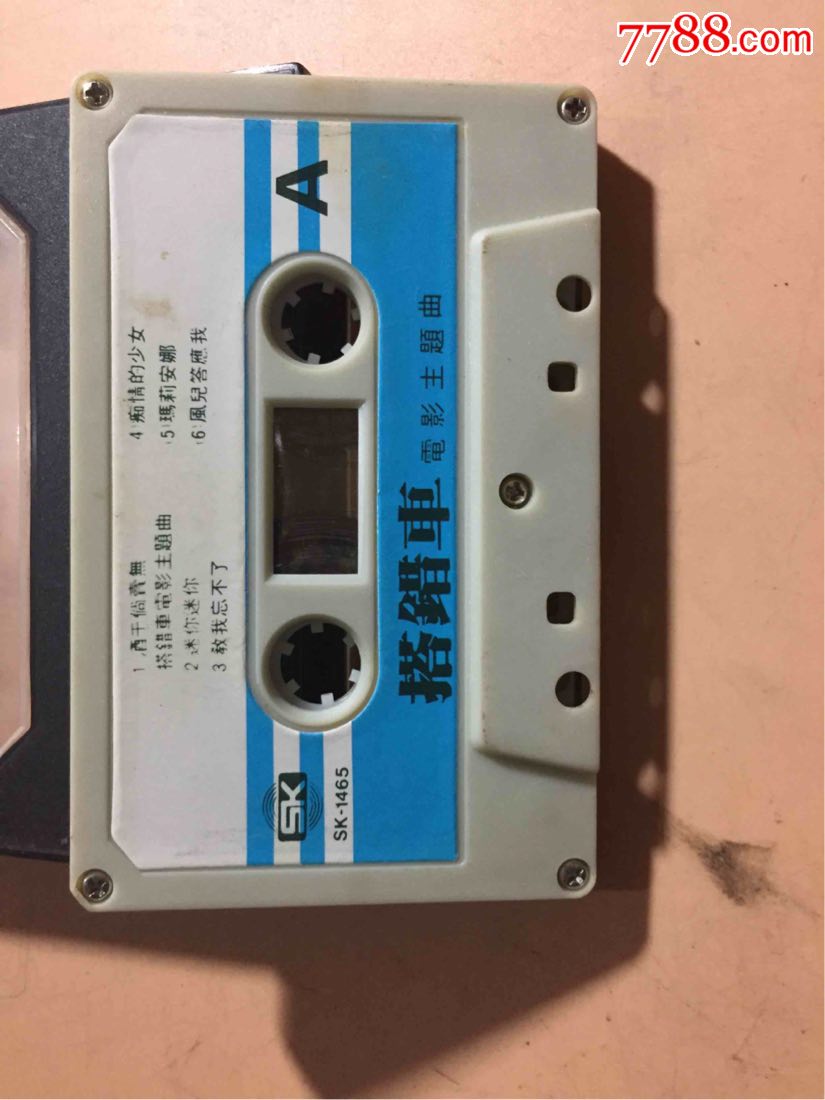 7788.com
1 酒干倘賣無
搭錯車電影主題曲
2 迷你迷你
3 教我忘不了
4) 痴情的少女
(5) 瑪莉安娜
(6) 風兒答應我
SK
SK-1465
A
搭錯車 電影主題曲